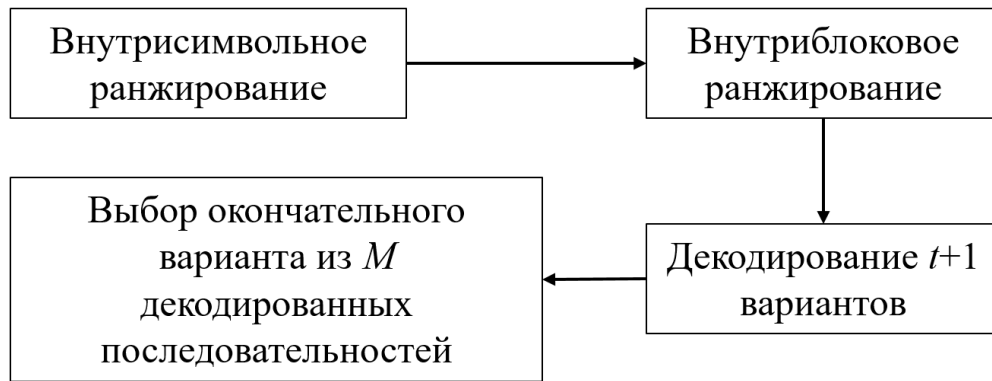 Внутрисимвольное
ранжирование
Внутриблоковое
ранжирование
Декодирование t+1
вариантов
Выбор окончательного
варианта из M
декодированных
последовательностей